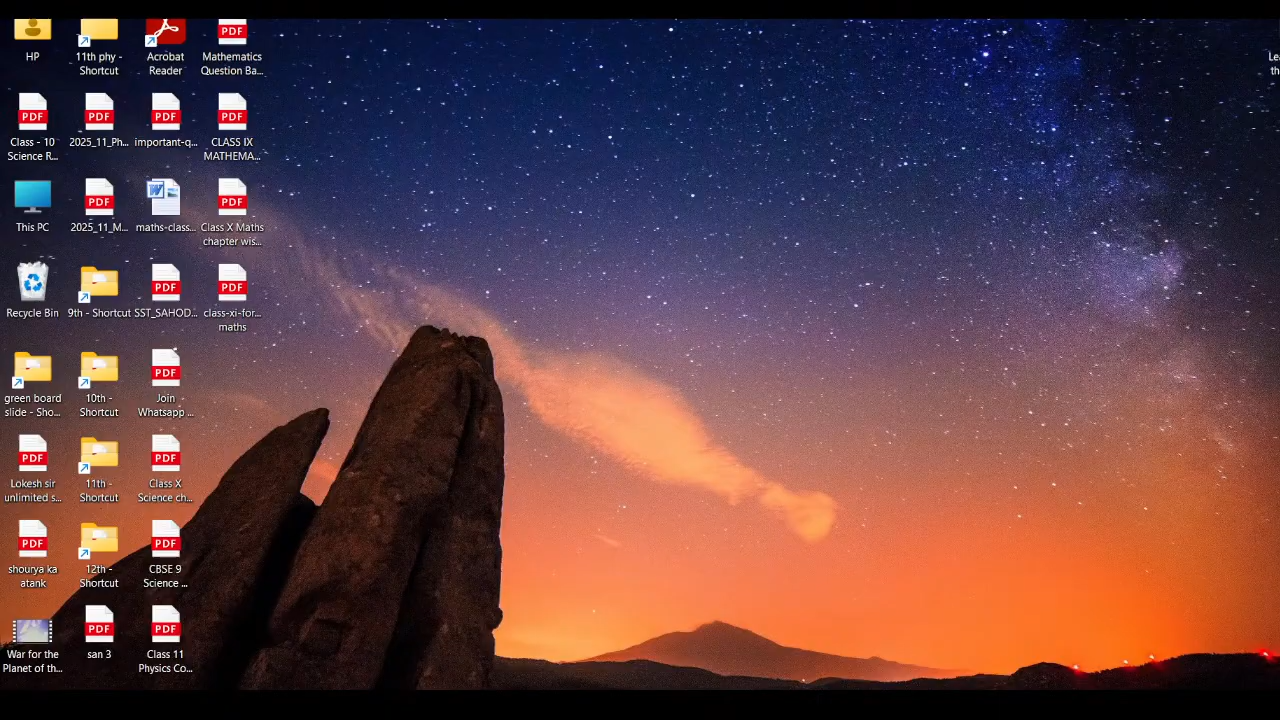 HP
11th phy -
Shortcut
Acrobat
Reader
PDF
Mathematics
Question Ba...
PDF
Class - 10
Science R...
PDF
2025_11_Ph...
PDF
important-q...
PDF
CLASS IX
MATHEMA...
This PC
PDF
2025_11_M...
W
maths-class...
PDF
Class X Maths
chapter wis...
Recycle Bin
9th - Shortcut
PDF
SST_SAHOD...
PDF
class-xi-for...
maths
green board
slide - Sho...
10th -
Shortcut
PDF
Join
Whatsapp ...
PDF
Lokesh sir
unlimited s...
11th -
Shortcut
PDF
Class X
Science ch...
PDF
shourya ka
atank
12th -
Shortcut
PDF
CBSE 9
Science ...
War for the
Planet of th...
PDF
san 3
PDF
Class 11
Physics Co...
Lea
th